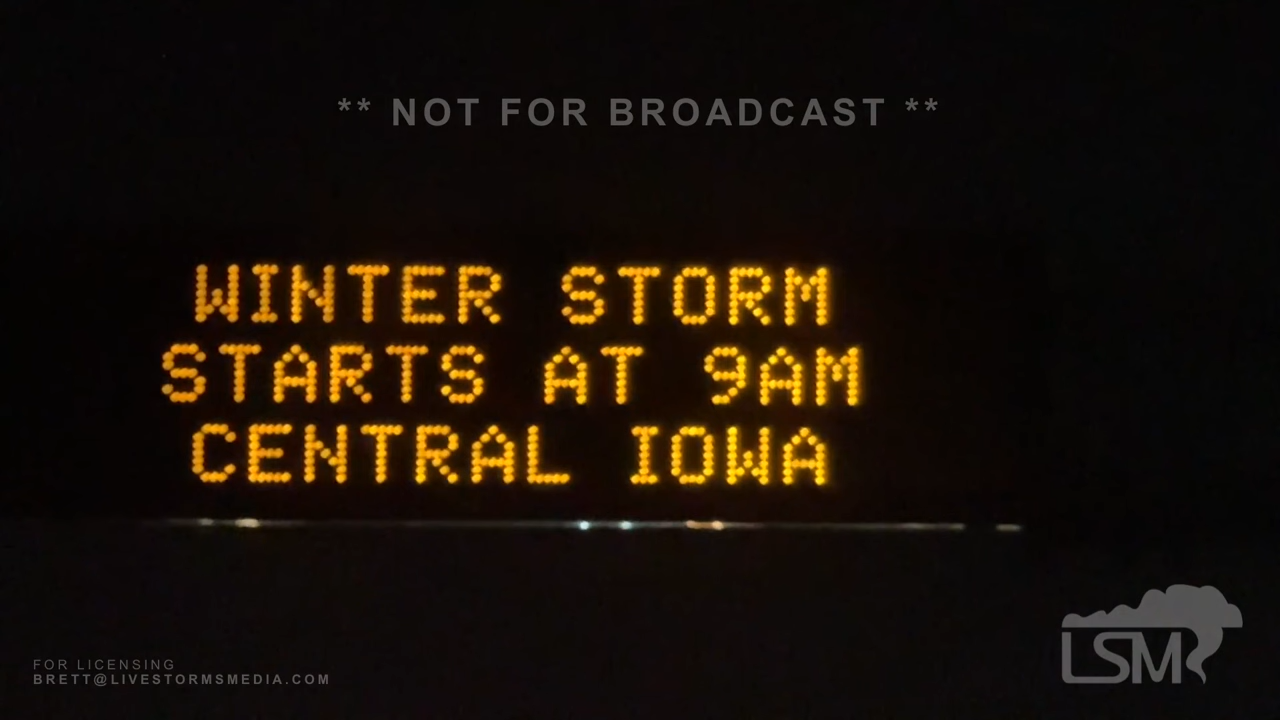 ** NOT FOR BROADCAST **
WINTER STORM
STARTS AT 9AM
CENTRAL IOWA
FOR LICENSING
BRETT@LIVESTORMSMEDIA.COM
LSM